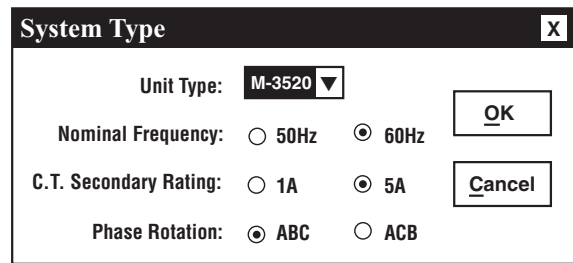 System Type X
Unit Type: M-3520
Nominal Frequency: 50Hz 60Hz
OK
C.T. Secondary Rating: 1A 5A
Cancel
Phase Rotation: ABC ACB